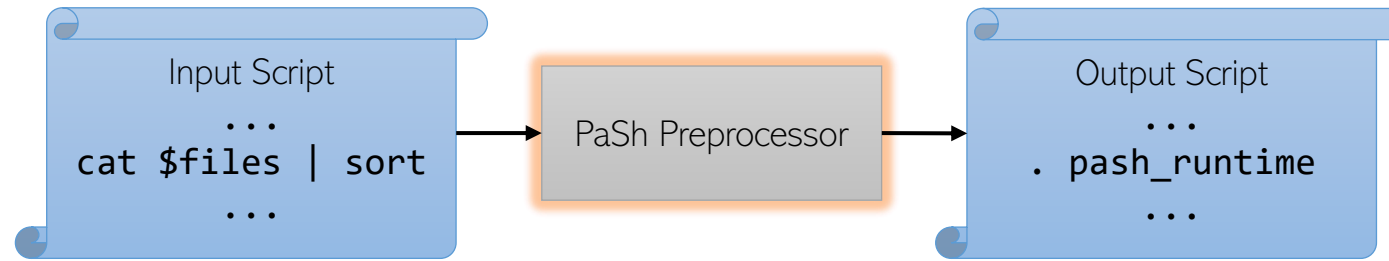 Input Script
...
cat $files | sort
...
PaSh Preprocessor
Output Script
...
. pash_runtime
...